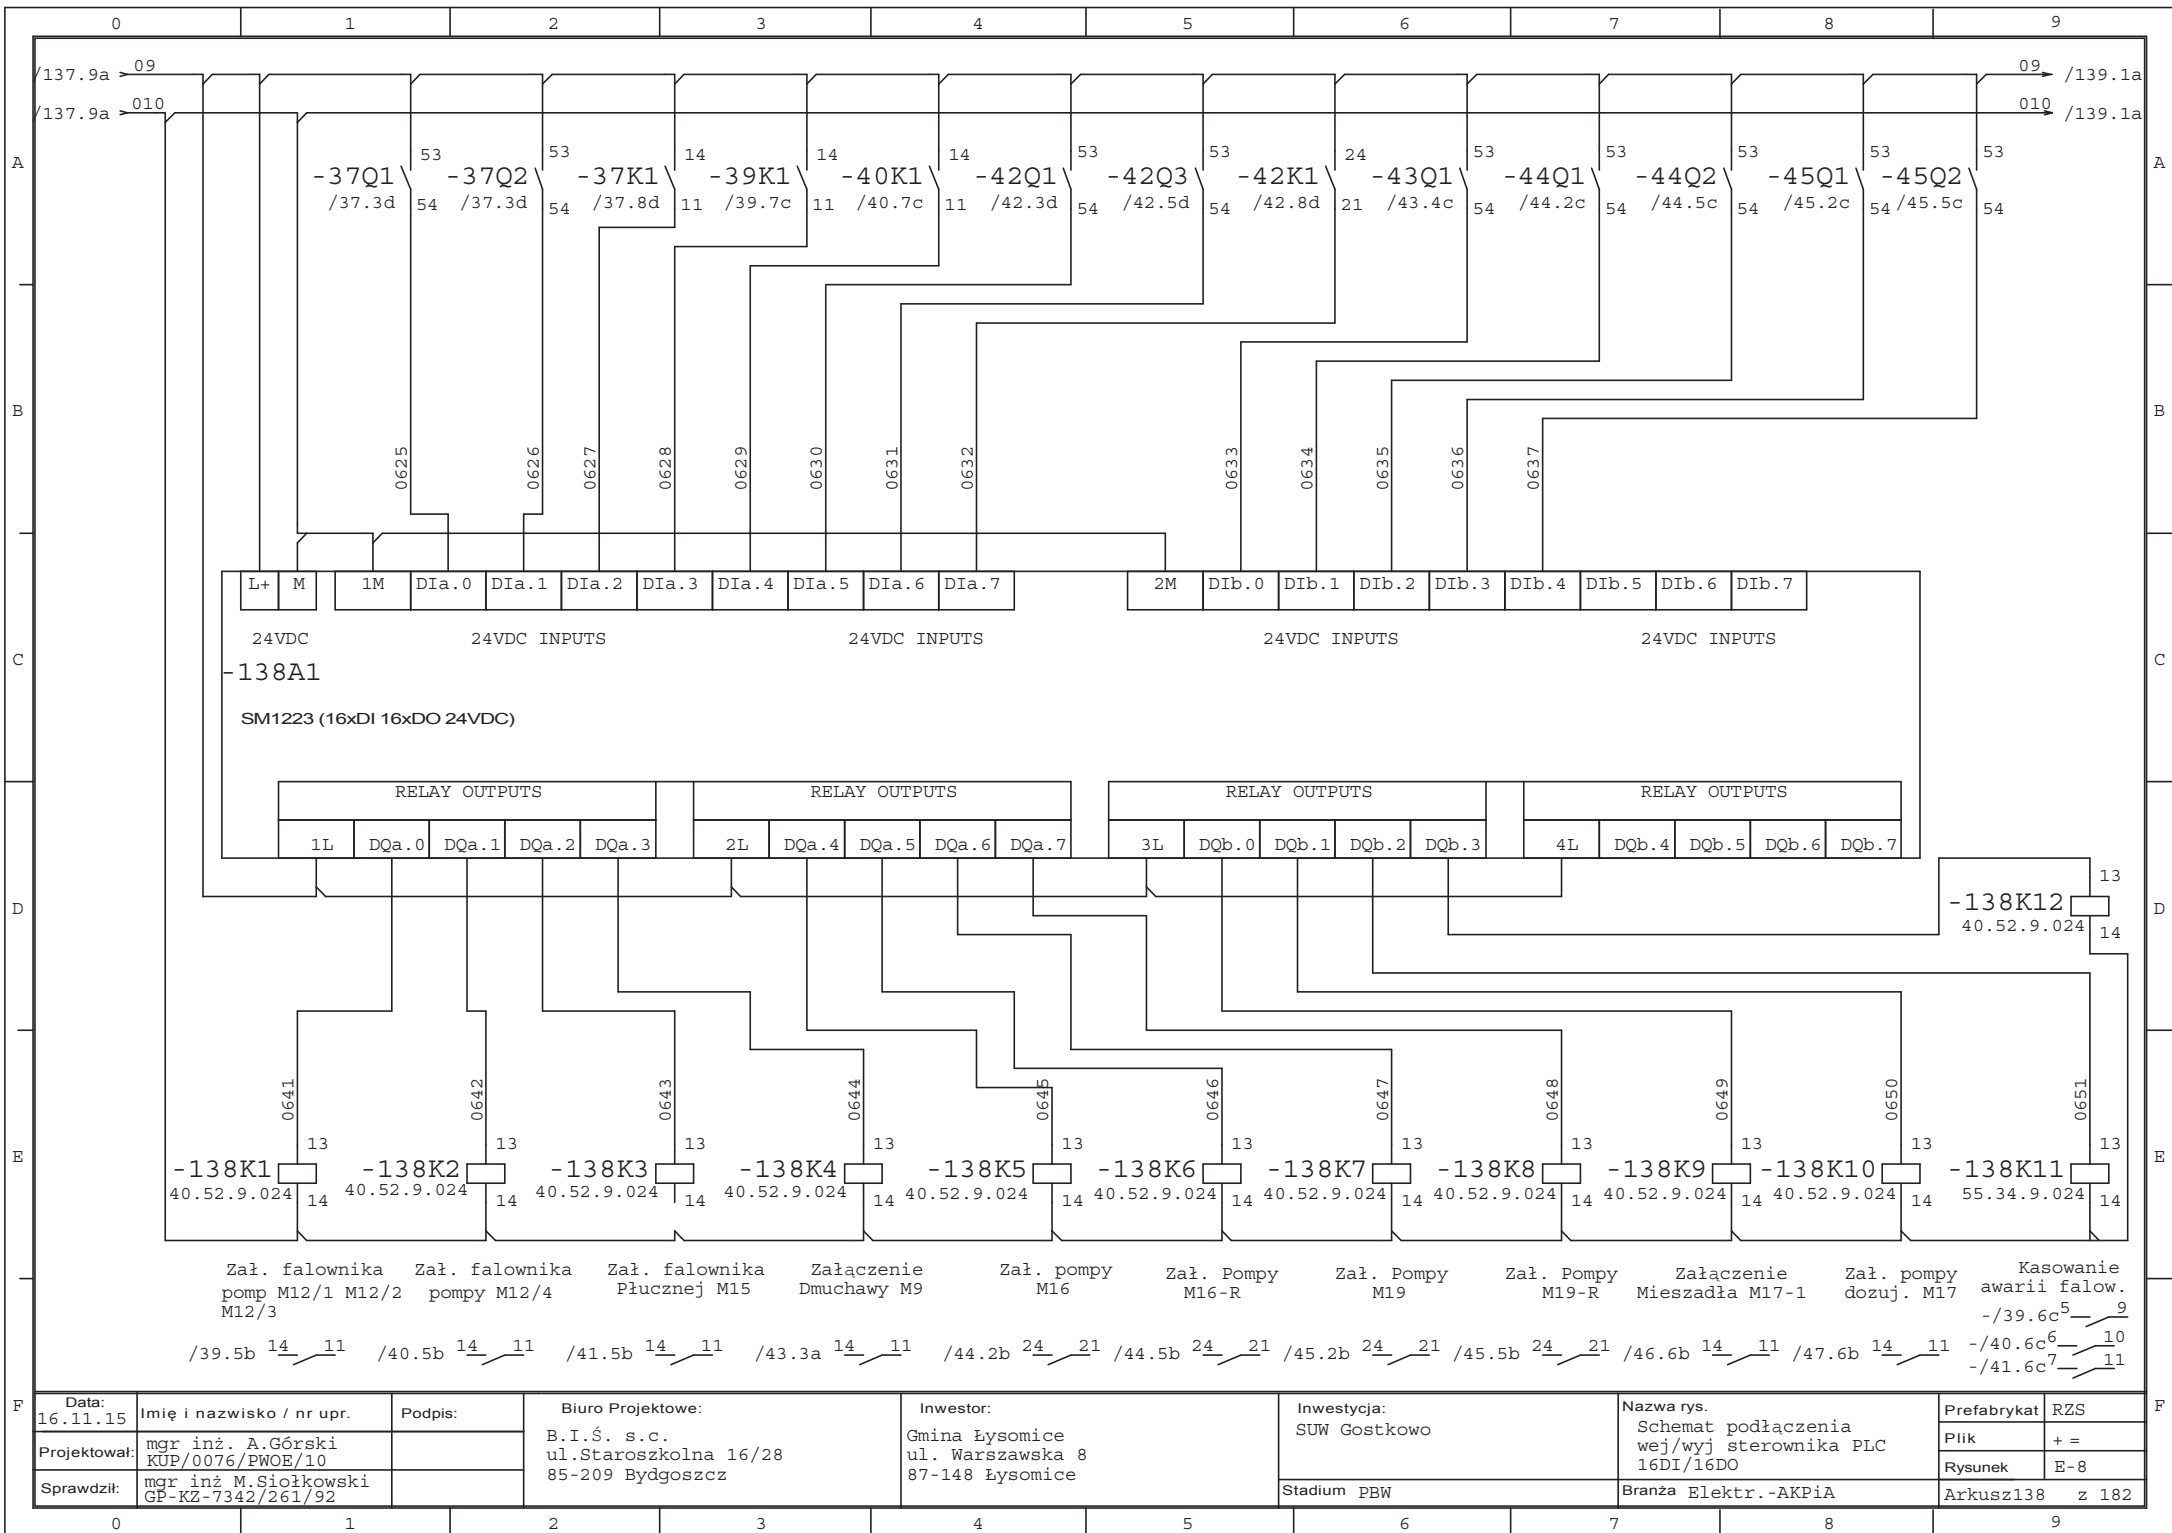 0 1 2 3 4 5 6 7 8 9
/137.9a 09 09 /139.1a
/137.9a 010 010 /139.1a
A A
53 53 14 14 14 53 53 24 53 53 53 53 53
-37Q1 -37Q2 -37K1 -39K1 -40K1 -42Q1 -42Q3 -42K1 -43Q1 -44Q1 -44Q2 -45Q1 -45Q2
/37.3d /37.3d /37.8d /39.7c /40.7c /42.3d /42.5d /42.8d /43.4c /44.2c /44.5c /45.2c /45.5c
54 54 11 11 11 54 54 21 54 54 54 54 54
B B
0625 0626 0627 0628 0629 0630 0631 0632 0633 0634 0635 0636 0637
L+ M 1M DIa.0 DIa.1 DIa.2 DIa.3 DIa.4 DIa.5 DIa.6 DIa.7 2M DIb.0 DIb.1 DIb.2 DIb.3 DIb.4 DIb.5 DIb.6 DIb.7
24VDC 24VDC INPUTS 24VDC INPUTS 24VDC INPUTS 24VDC INPUTS
C C
-138A1
SM1223 (16xDI 16xDO 24VDC)
RELAY OUTPUTS RELAY OUTPUTS RELAY OUTPUTS RELAY OUTPUTS
1L DQa.0 DQa.1 DQa.2 DQa.3 2L DQa.4 DQa.5 DQa.6 DQa.7 3L DQb.0 DQb.1 DQb.2 DQb.3 4L DQb.4 DQb.5 DQb.6 DQb.7
13
D -138K12 D
40.52.9.024
14
0641 0642 0643 0644 0645 0646 0647 0648 0649 0650 0651
13 13 13 13 13 13 13 13 13 13 13
E E
-138K1 -138K2 -138K3 -138K4 -138K5 -138K6 -138K7 -138K8 -138K9 -138K10 -138K11
40.52.9.024 40.52.9.024 40.52.9.024 40.52.9.024 40.52.9.024 40.52.9.024 40.52.9.024 40.52.9.024 40.52.9.024 40.52.9.024 55.34.9.024
14 14 14 14 14 14 14 14 14 14 14
Zał. falownika
pomp M12/1 M12/2
M12/3
Zał. falownika
pompy M12/4
Zał. falownika
Płucznej M15
Załączenie
Dmuchawy M9
Zał. pompy
M16
Zał. Pompy
M16-R
Zał. Pompy
M19
Zał. Pompy
M19-R
Załączenie
Mieszadła M17-1
Zał. pompy
dozuj. M17
Kasowanie
awarii falow.
/39.5b 14 11 /40.5b 14 11 /41.5b 14 11 /43.3a 14 11 /44.2b 24 21 /44.5b 24 21 /45.2b 24 21 /45.5b 24 21 /46.6b 14 11 /47.6b 14 11
-/39.6c 5 9
-/40.6c 6 10
-/41.6c 7 11
F F
Data:
16.11.15
Imię i nazwisko / nr upr.
Podpis:
Projektował:
mgr inż. A.Górski
KUP/0076/PWOE/10
Sprawdził:
mgr inż M.Siołkowski
GP-KZ-7342/261/92
Biuro Projektowe:
B.I.Ś. s.c.
ul.Staroszkolna 16/28
85-209 Bydgoszcz
Inwestor:
Gmina Łysomice
ul. Warszawska 8
87-148 Łysomice
Inwestycja:
SUW Gostkowo
Stadium PBW
Nazwa rys.
Schemat podłączenia
wej/wyj sterownika PLC
16DI/16DO
Branża Elektr.-AKPiA
Prefabrykat RZS
Plik + =
Rysunek E-8
Arkusz138 z 182
0 1 2 3 4 5 6 7 8 9